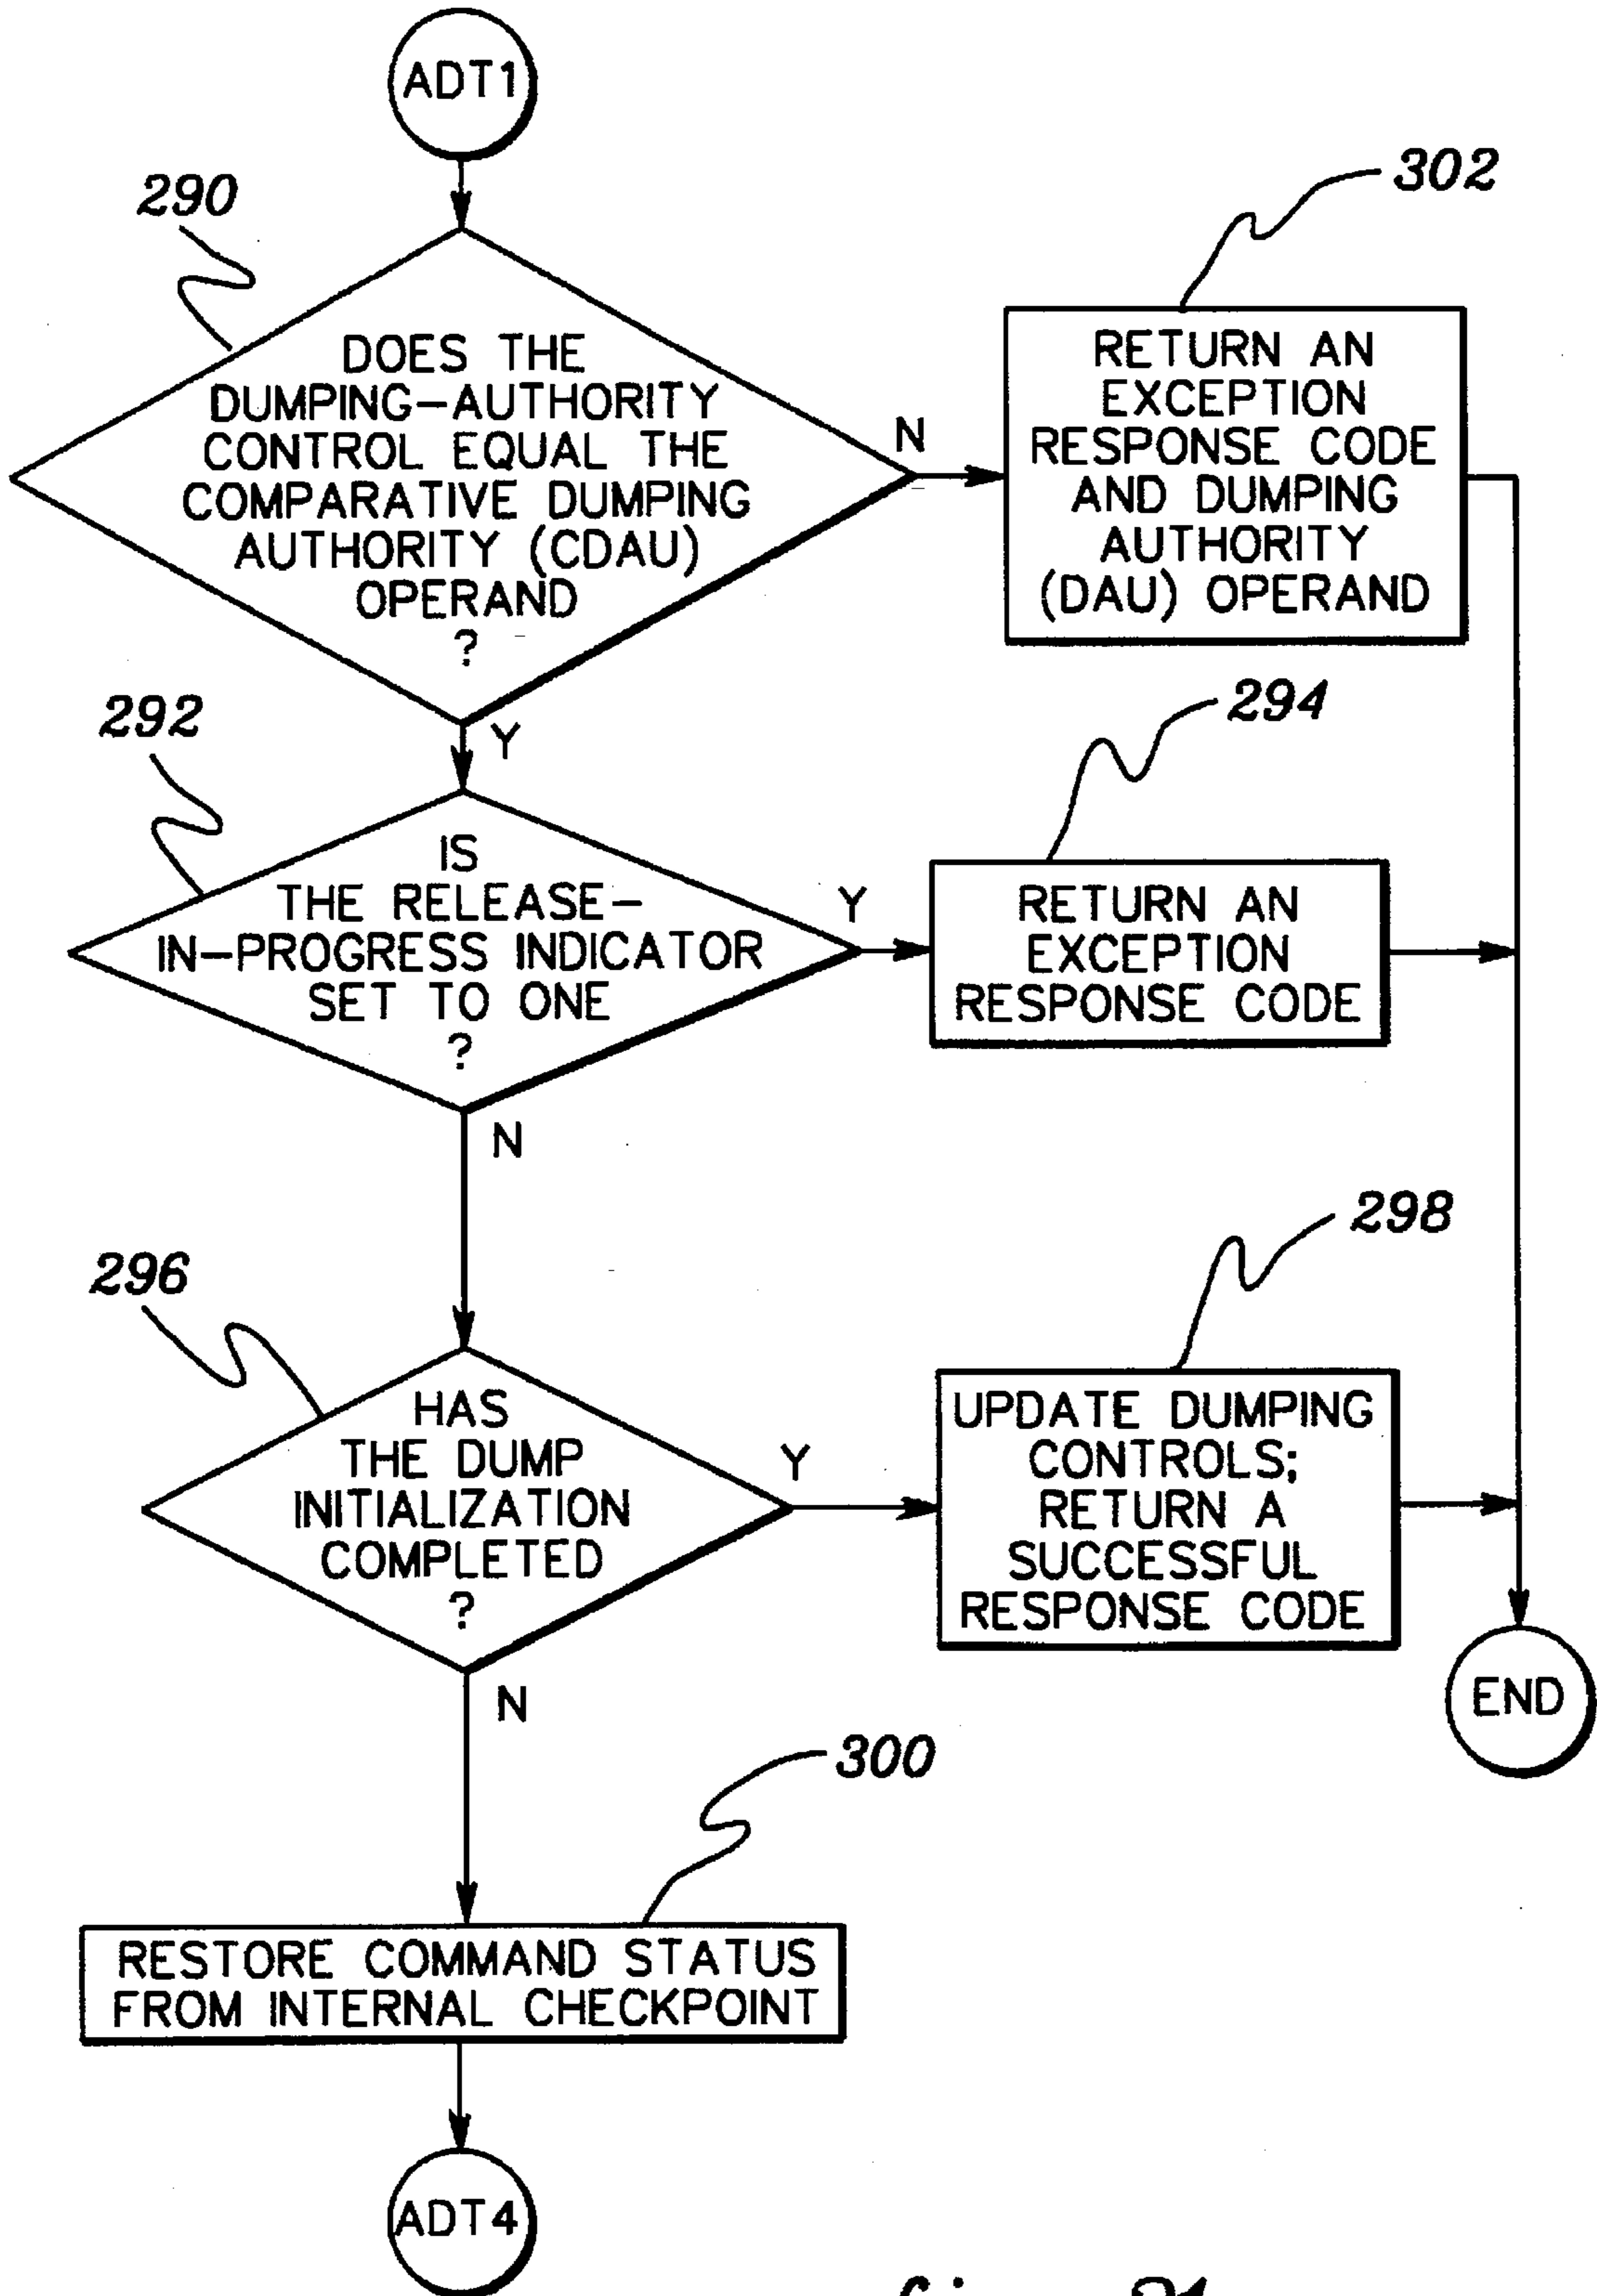 ADT1
290
302
DOES THE
DUMPING-AUTHORITY
CONTROL EQUAL THE
COMPARATIVE DUMPING
AUTHORITY (CDAU)
OPERAND
?
N
RETURN AN
EXCEPTION
RESPONSE CODE
AND DUMPING
AUTHORITY
(DAU) OPERAND
Y
292
294
IS
THE RELEASE-
IN-PROGRESS INDICATOR
SET TO ONE
?
Y
RETURN AN
EXCEPTION
RESPONSE CODE
N
296
298
HAS
THE DUMP
INITIALIZATION
COMPLETED
?
Y
UPDATE DUMPING
CONTROLS;
RETURN A
SUCCESSFUL
RESPONSE CODE
END
N
300
RESTORE COMMAND STATUS
FROM INTERNAL CHECKPOINT
ADT4